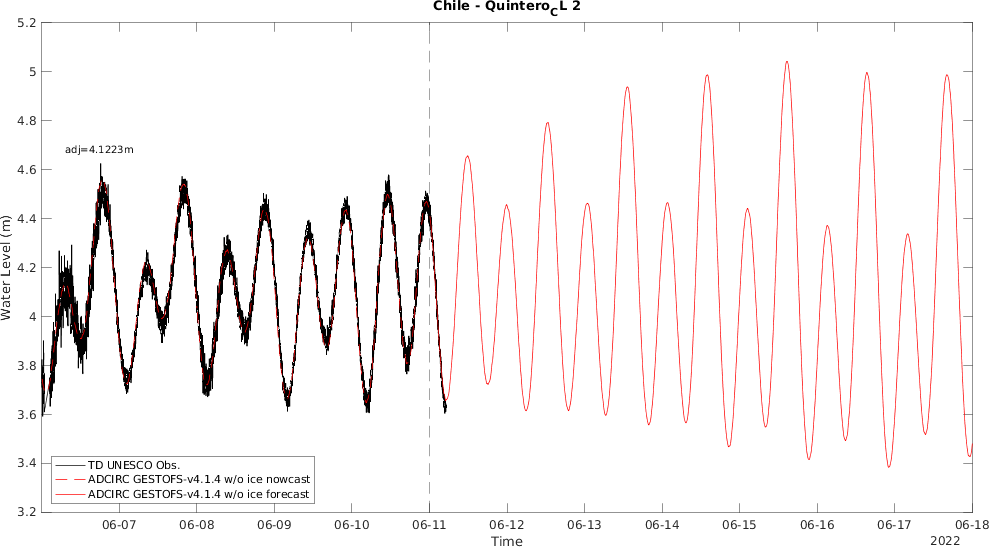 Chile - Quintero_CL 2
5.2
5
4.8
4.6
4.4
4.2
4
3.8
3.6
3.4
3.2
Water Level (m)
adj=4.1223m
TD UNESCO Obs.
ADCIRC GESTOFS-v4.1.4 w/o ice nowcast
ADCIRC GESTOFS-v4.1.4 w/o ice forecast
06-07 06-08 06-09 06-10 06-11 06-12 06-13 06-14 06-15 06-16 06-17 06-18
Time
2022